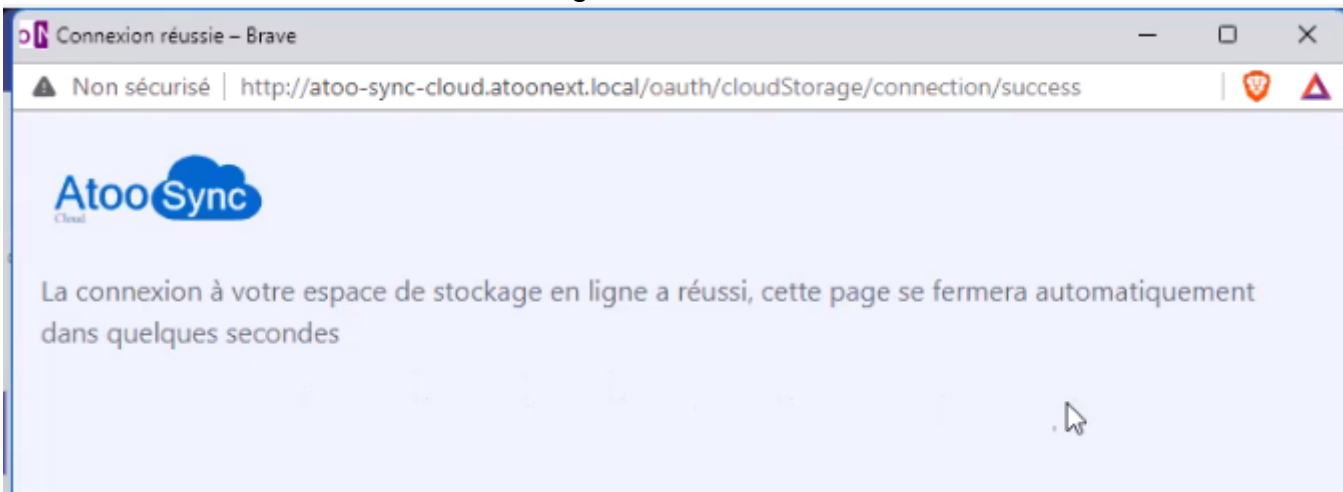 Connexion réussie – Brave
Non sécurisé | http://atoo-sync-cloud.atoonext.local/oauth/cloudStorage/connection/success
Atoo Sync
Cloud
La connexion à votre espace de stockage en ligne a réussi, cette page se fermera automatiquement
dans quelques secondes